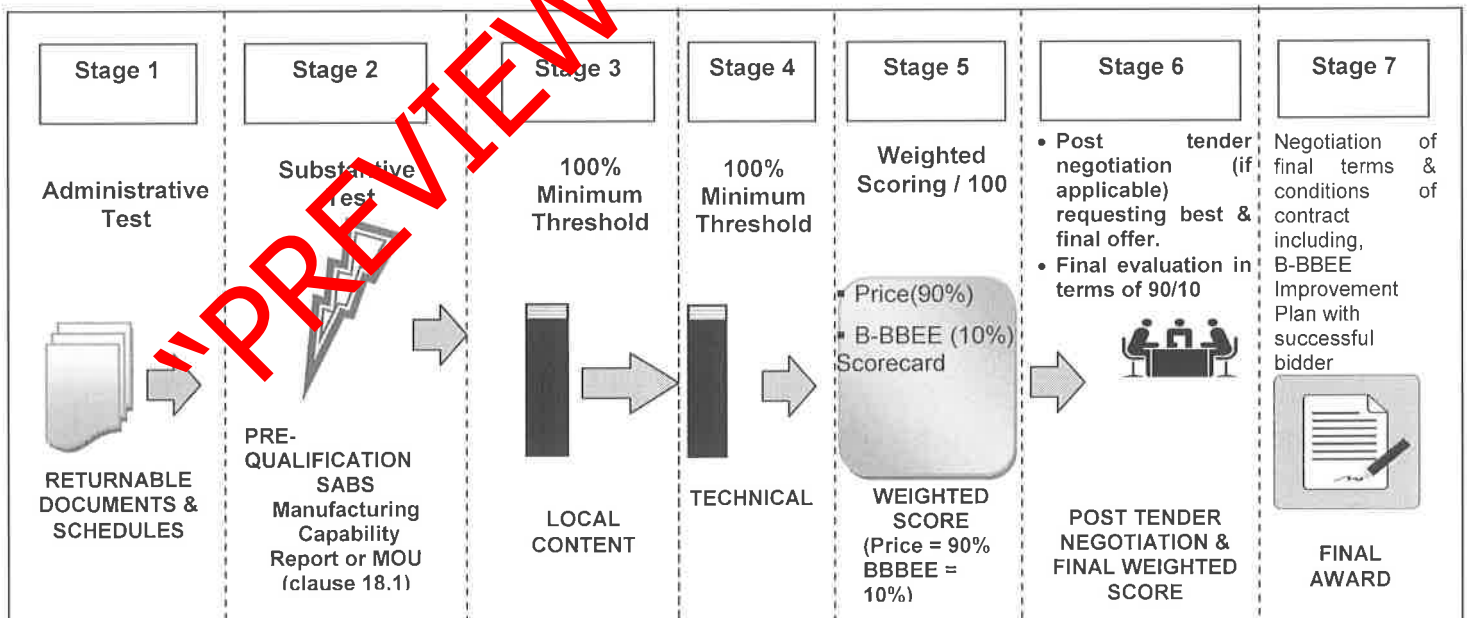 Stage 1
Administrative
Test
RETURNABLE
DOCUMENTS &
SCHEDULES
Stage 2
Substantive
Test
PRE-
QUALIFICATION
SABS
Manufacturing
Capability
Report or MOU
(clause 18.1)
Stage 3
100%
Minimum
Threshold
LOCAL
CONTENT
Stage 4
100%
Minimum
Threshold
TECHNICAL
Stage 5
Weighted
Scoring / 100
▪ Price(90%)
▪ B-BBEE (10%)
Scorecard
WEIGHTED
SCORE
(Price = 90%
BBBEE =
10%)
Stage 6
• Post tender
negotiation (if
applicable)
requesting best &
final offer.
• Final evaluation in
terms of 90/10
POST TENDER
NEGOTIATION &
FINAL WEIGHTED
SCORE
Stage 7
Negotiation of
final terms &
conditions of
contract
including,
B-BBEE
Improvement
Plan with
successful
bidder
FINAL
AWARD
"PREVIEW